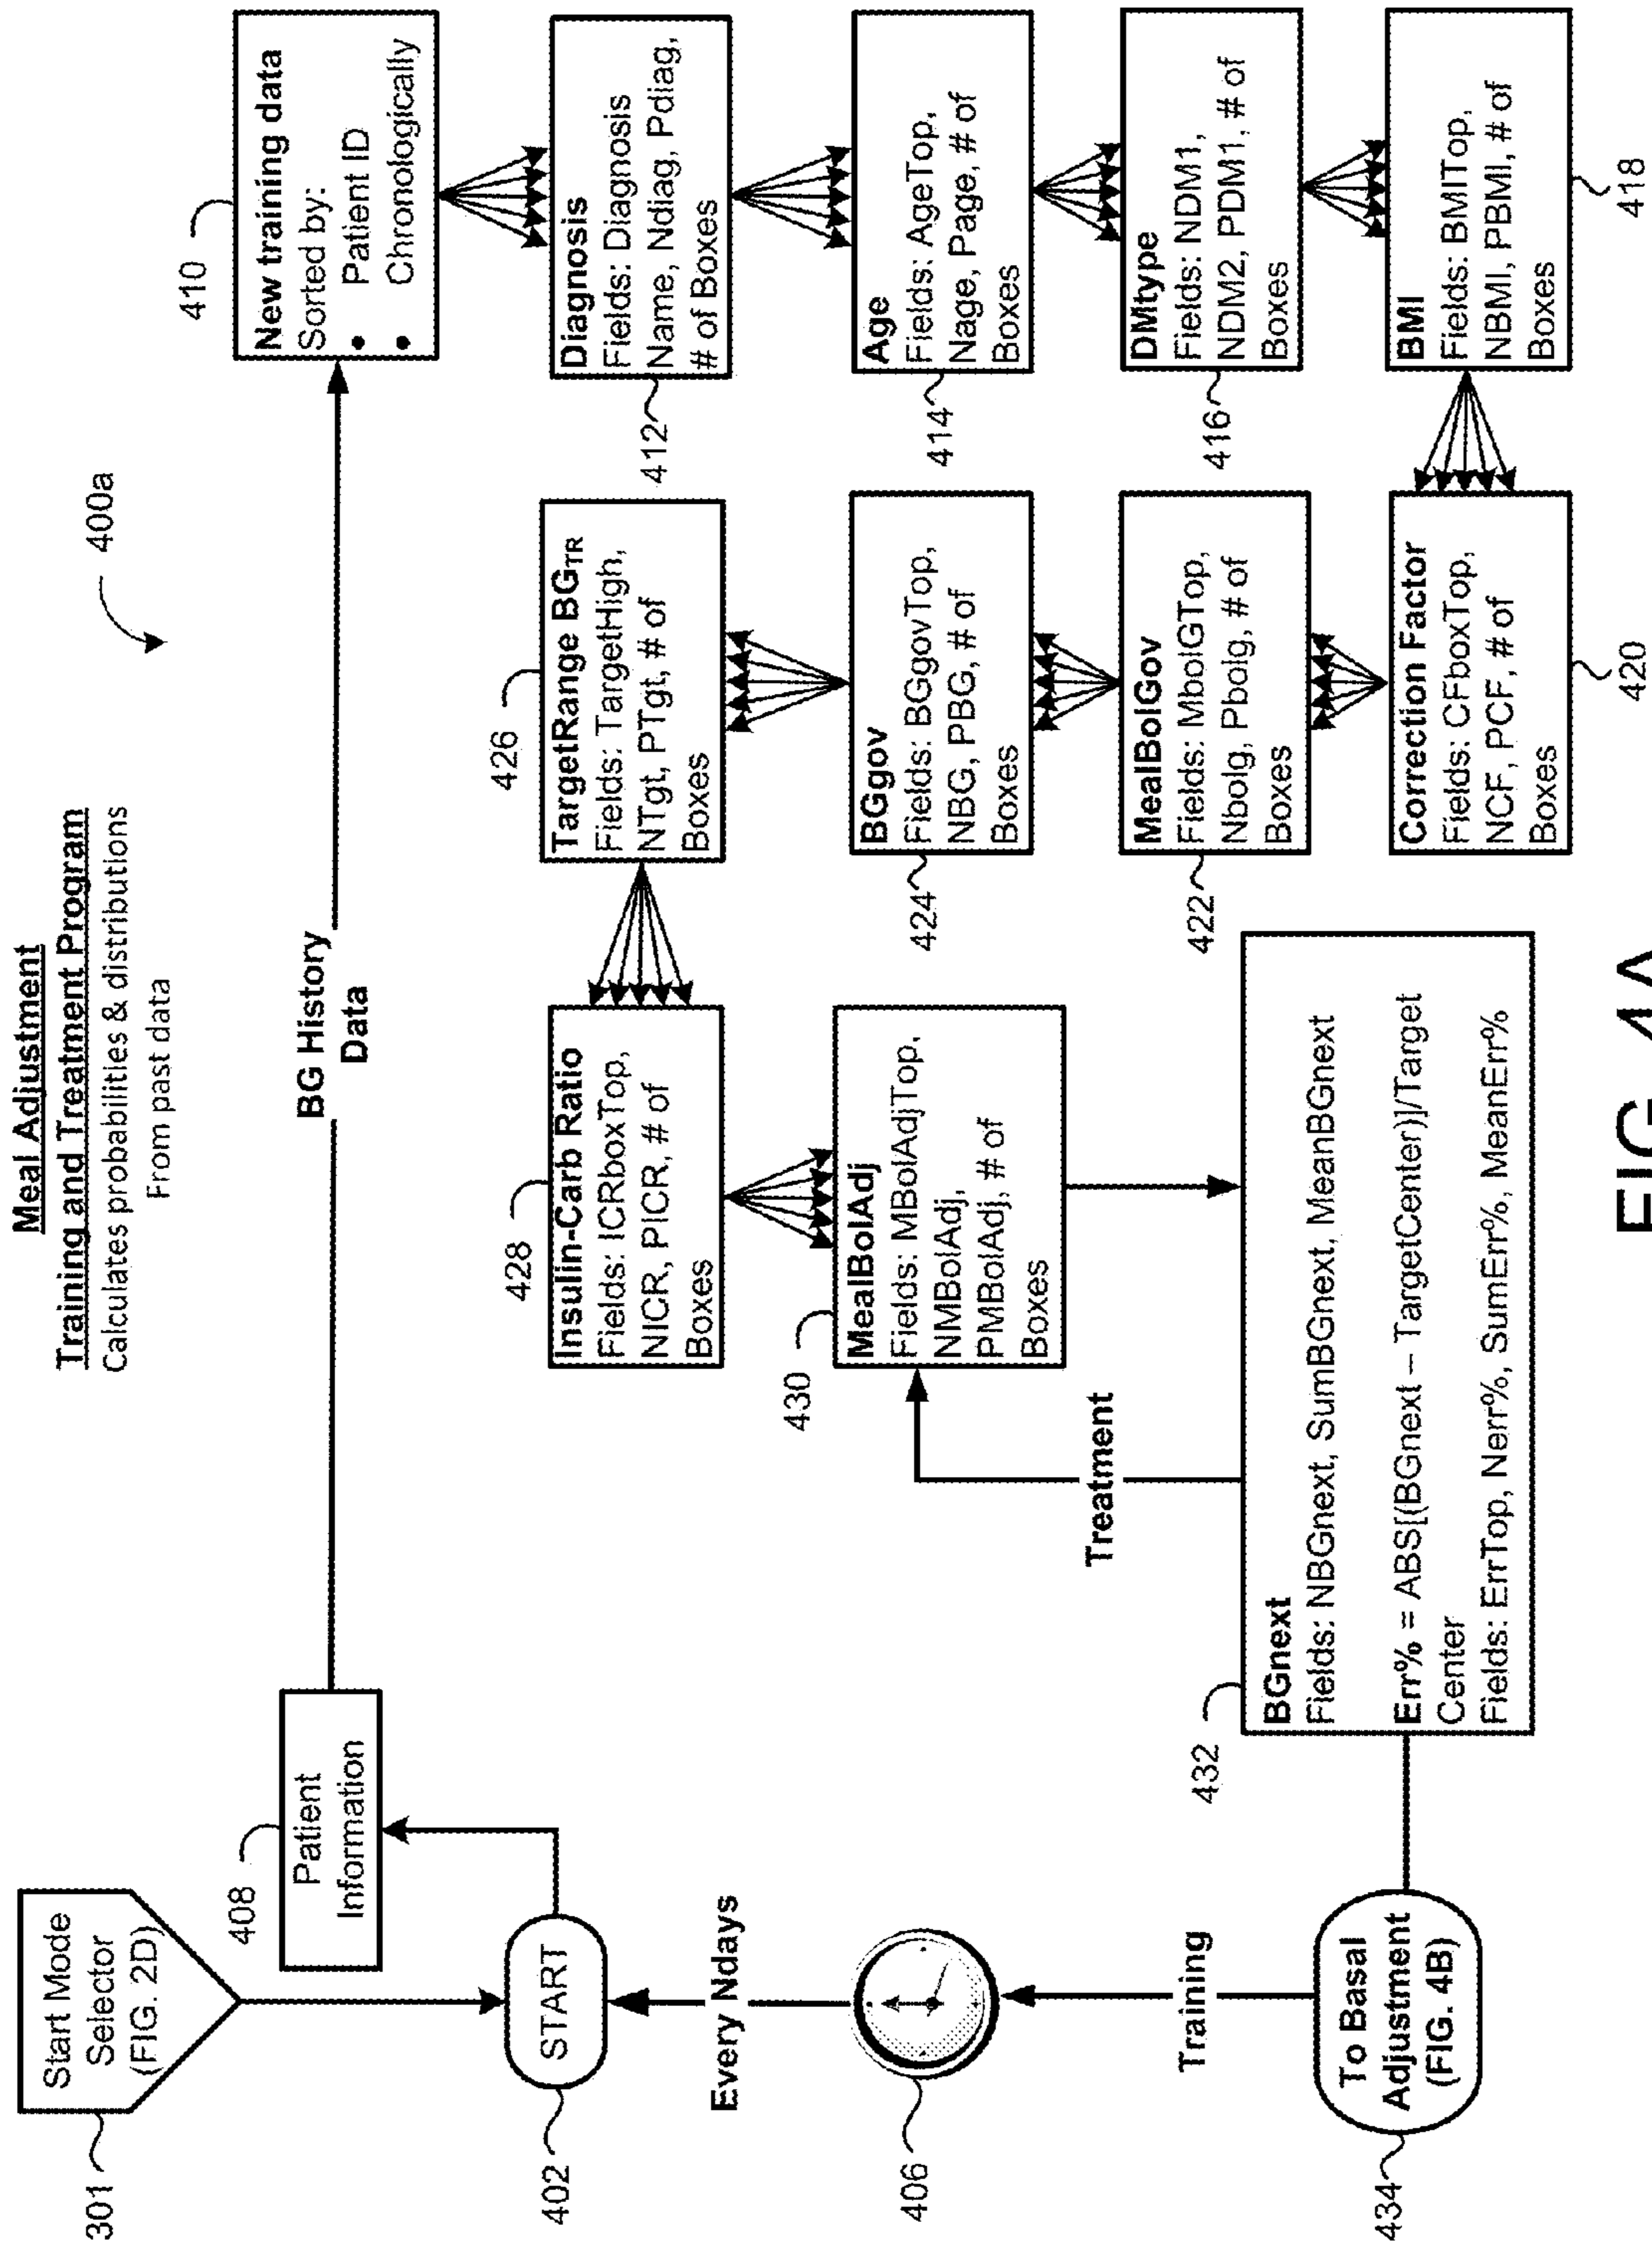 Meal Adjustment
Training and Treatment Program
Calculates probabilities & distributions
From past data
400a
301
Start Mode
Selector
(FIG. 2D)
402
START
406
Every Ndays
Training
434
To Basal
Adjustment
(FIG. 4B)
408
Patient
Information
BG History
Data
410
New training data
Sorted by:
• Patient ID
• Chronologically
412
Diagnosis
Fields: Diagnosis
Name, Ndiag, Pdiag,
# of Boxes
414
Age
Fields: AgeTop,
Nage, Page, # of
Boxes
416
DMtype
Fields: NDM1,
NDM2, PDM1, # of
Boxes
418
BMI
Fields: BMITop,
NBMI, PBMI, # of
Boxes
420
Correction Factor
Fields: CFboxTop,
NCF, PCF, # of
Boxes
422
MealBolGov
Fields: MbolGTop,
Nbolg, Pbolg, # of
Boxes
424
BGgov
Fields: BGgovTop,
NBG, PBG, # of
Boxes
426
TargetRange BGTR
Fields: TargetHigh,
NTgt, PTgt, # of
Boxes
428
Insulin-Carb Ratio
Fields: ICRboxTop,
NICR, PICR, # of
Boxes
430
MealBolAdj
Fields: MBolAdjTop,
NMBolAdj,
PMBolAdj, # of
Boxes
Treatment
432
BGnext
Fields: NBGnext, SumBGnext, MeanBGnext
Err% = ABS[(BGnext – TargetCenter)]/Target
Center
Fields: ErrTop, Nerr%, SumErr%, MeanErr%
FIG. 4A